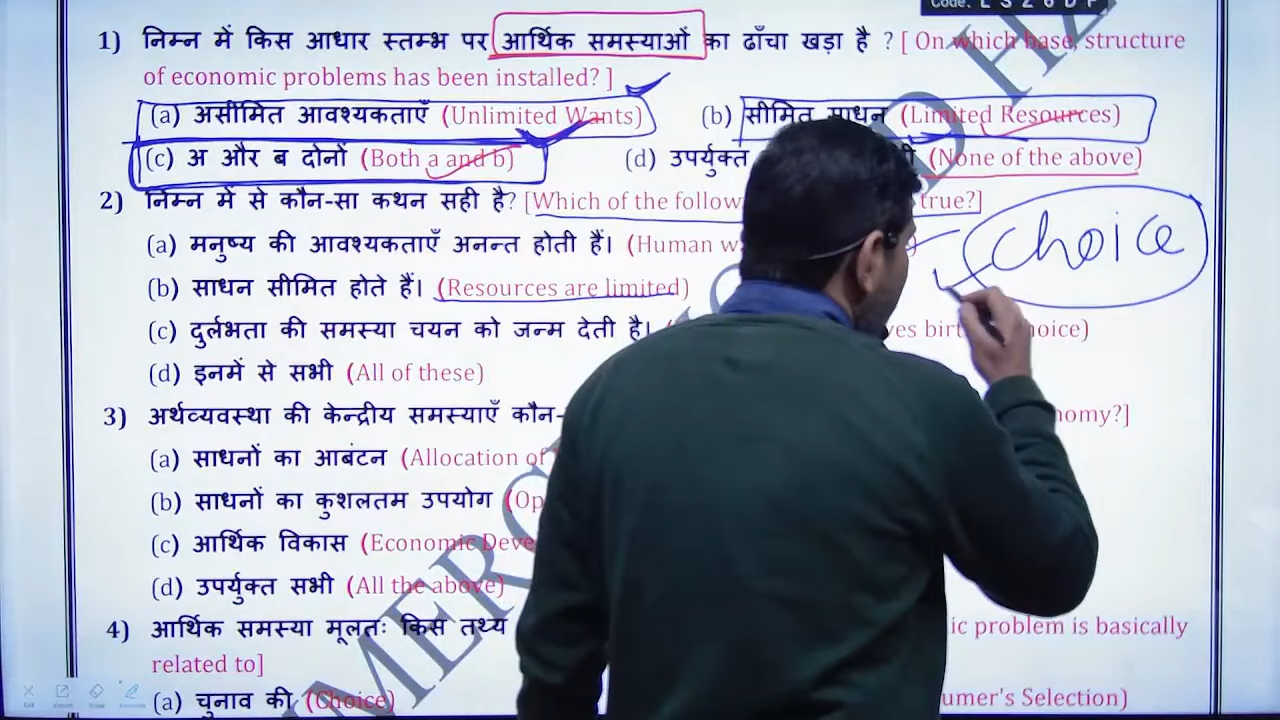 Code: LS26DF
1) निम्न में किस आधार स्तम्भ पर आर्थिक समस्याओं का ढाँचा खड़ा है ? [ On which base, structure
of economic problems has been installed? ]
(a) असीमित आवश्यकताएँ (Unlimited Wants) (b) सीमित साधन (Limited Resources)
(c) अ और ब दोनों (Both a and b) (d) उपर्युक्त (None of the above)
2) निम्न में से कौन-सा कथन सही है? [Which of the follow true?]
choice
(a) मनुष्य की आवश्यकताएँ अनन्त होती हैं। (Human
(b) साधन सीमित होते हैं। (Resources are limited)
(c) दुर्लभता की समस्या चयन को जन्म देती है। (
(d) इनमें से सभी (All of these)
3) अर्थव्यवस्था की केन्द्रीय समस्याएँ कौन- nomy?]
(a) साधनों का आबंटन (Allocation of
(b) साधनों का कुशलतम उपयोग (Op
(c) आर्थिक विकास (Economic Deve
(d) उपर्युक्त सभी (All the above)
4) आर्थिक समस्या मूलतः किस तथ्य ic problem is basically
related to]
(a) चुनाव की (Choice) umer's Selection)